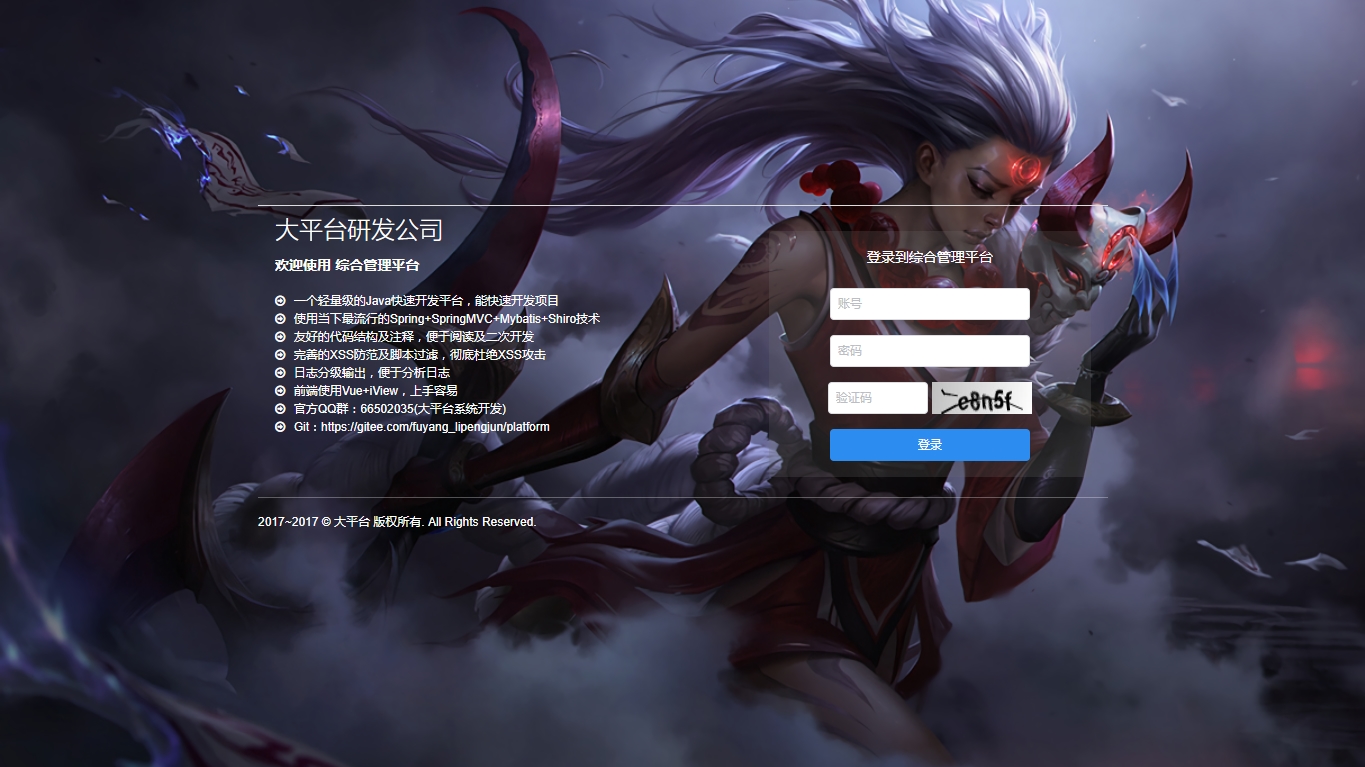 大平台研发公司
欢迎使用 综合管理平台
一个轻量级的Java快速开发平台，能快速开发项目
使用当下最流行的Spring+SpringMVC+Mybatis+Shiro技术
友好的代码结构及注释，便于阅读及二次开发
完善的XSS防范及脚本过滤，彻底杜绝XSS攻击
日志分级输出，便于分析日志
前端使用Vue+iView，上手容易
官方QQ群：66502035(大平台系统开发)
Git：https://gitee.com/fuyang_lipengjun/platform
登录到综合管理平台
账号
密码
验证码 e8n5f
登录
2017~2017 © 大平台 版权所有. All Rights Reserved.